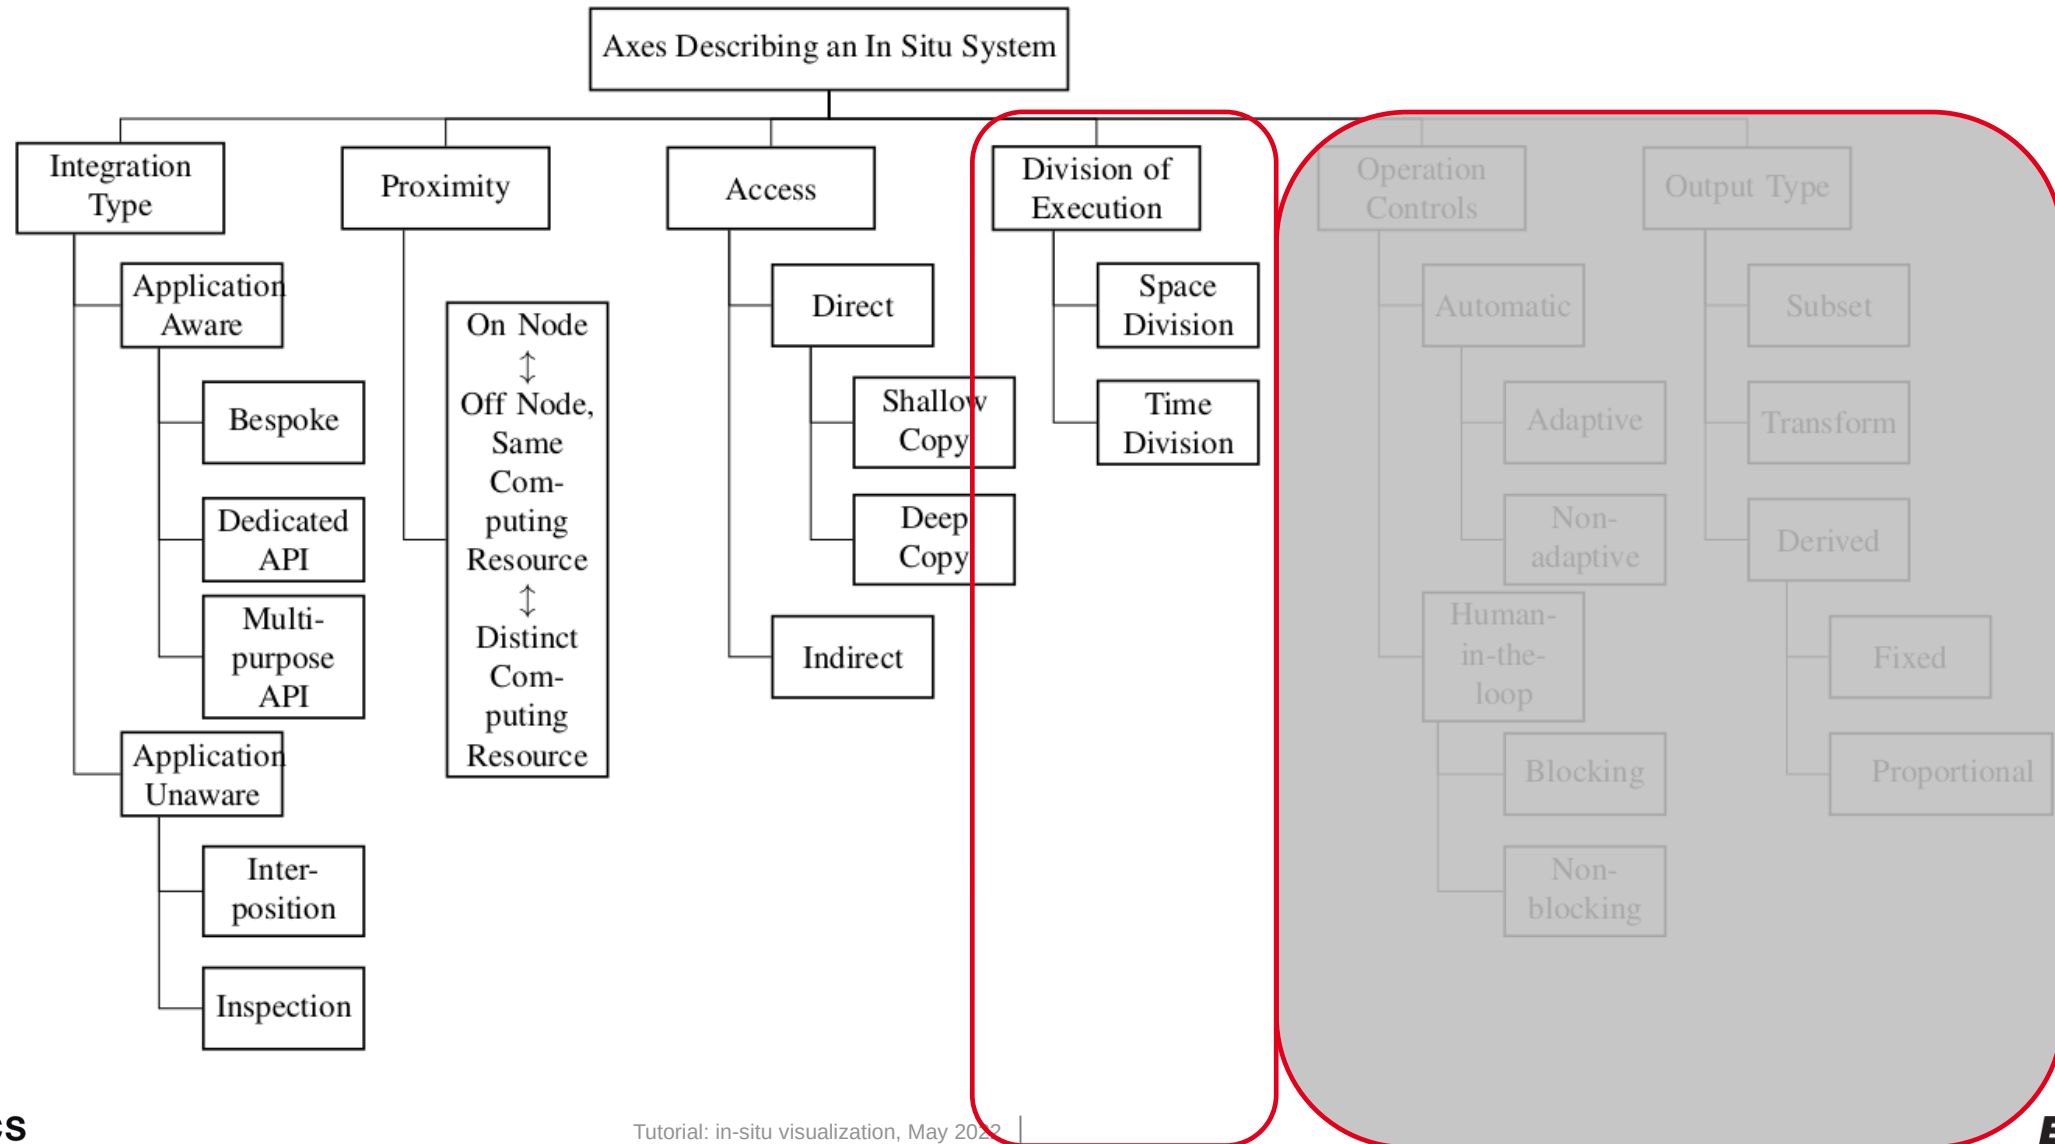 Axes Describing an In Situ System
Integration
Type
Application
Aware
Bespoke
Dedicated
API
Multi-
purpose
API
Application
Unaware
Inter-
position
Inspection
Proximity
On Node
↕
Off Node,
Same
Com-
puting
Resource
↕
Distinct
Com-
puting
Resource
Access
Direct
Shallow
Copy
Deep
Copy
Indirect
Division of
Execution
Space
Division
Time
Division
Operation
Controls
Automatic
Adaptive
Non-
adaptive
Human-
in-the-
loop
Blocking
Non-
blocking
Output Type
Subset
Transform
Derived
Fixed
Proportional
Tutorial: in-situ visualization, May 2022